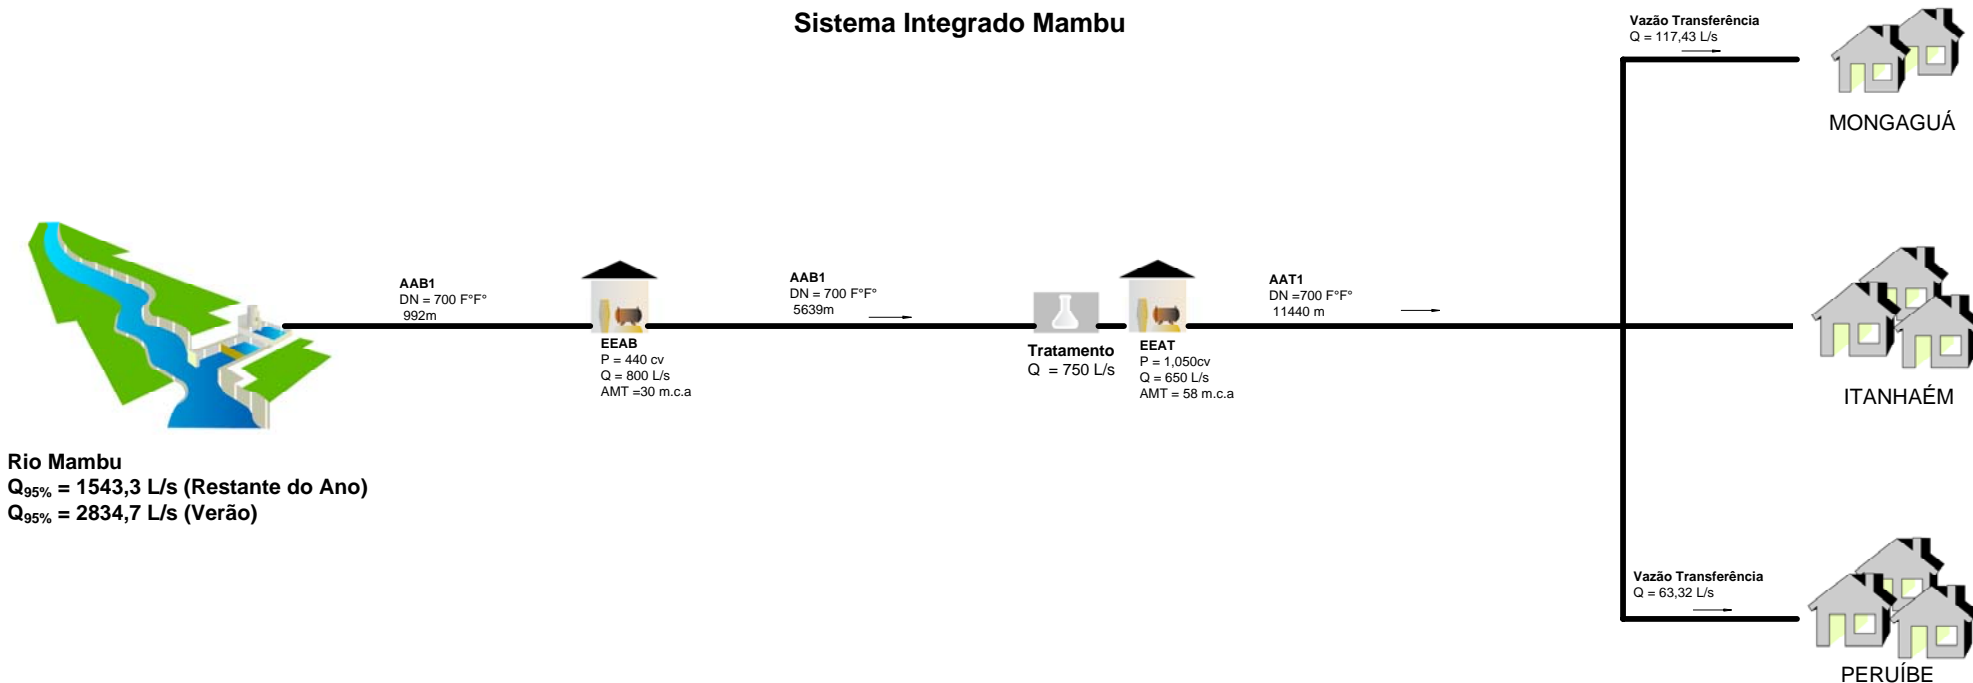 Sistema Integrado Mambu
Vazão Transferência
Q = 117,43 L/s
MONGAGUÁ
AAB1
DN = 700 F°F°
992m
EEAB
P = 440 cv
Q = 800 L/s
AMT =30 m.c.a
AAB1
DN = 700 F°F°
5639m
Tratamento
Q = 750 L/s
EEAT
P = 1,050cv
Q = 650 L/s
AMT = 58 m.c.a
AAT1
DN =700 F°F°
11440 m
ITANHAÉM
Rio Mambu
Q95% = 1543,3 L/s (Restante do Ano)
Q95% = 2834,7 L/s (Verão)
Vazão Transferência
Q = 63,32 L/s
PERUÍBE